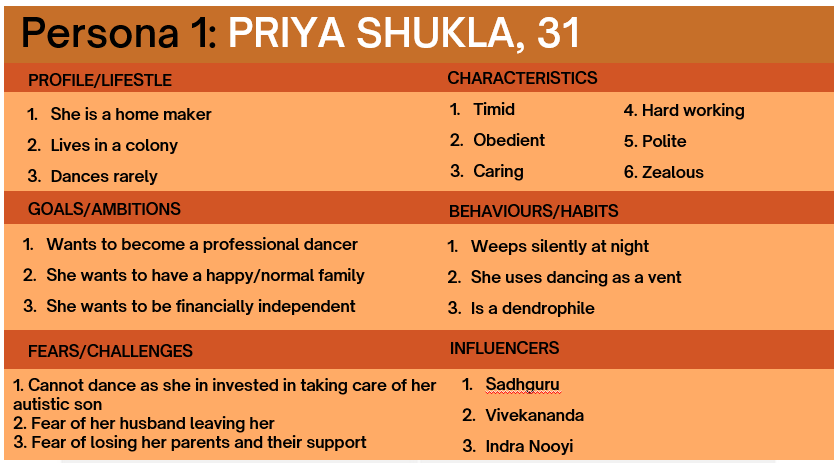 Persona 1: PRIYA SHUKLA, 31
PROFILE/LIFESTLE
1. She is a home maker
2. Lives in a colony
3. Dances rarely
CHARACTERISTICS
1. Timid
2. Obedient
3. Caring
4. Hard working
5. Polite
6. Zealous
GOALS/AMBITIONS
1. Wants to become a professional dancer
2. She wants to have a happy/normal family
3. She wants to be financially independent
BEHAVIOURS/HABITS
1. Weeps silently at night
2. She uses dancing as a vent
3. Is a dendrophile
FEARS/CHALLENGES
1. Cannot dance as she in invested in taking care of her
autistic son
2. Fear of her husband leaving her
3. Fear of losing her parents and their support
INFLUENCERS
1. Sadhguru
2. Vivekananda
3. Indra Nooyi